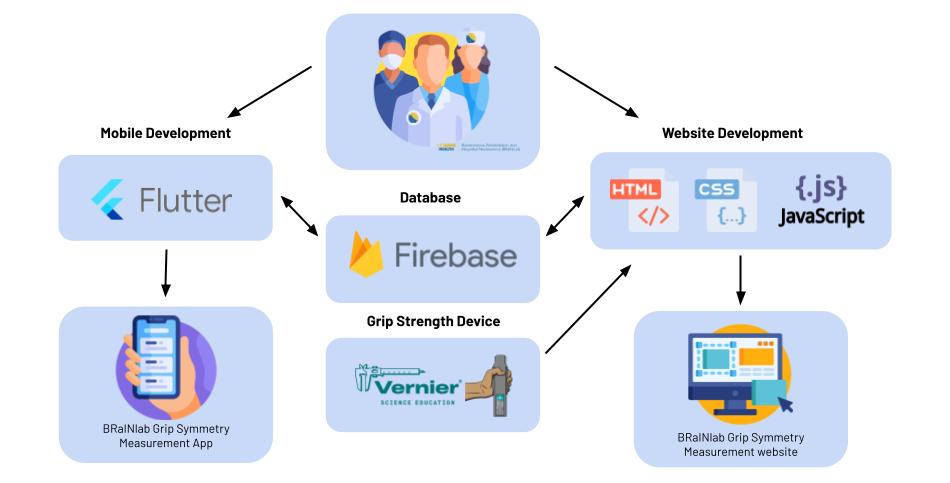 Mobile Development
Website Development
Flutter
HTML
</>
CSS
{...}
{.js}
JavaScript
Database
Firebase
Grip Strength Device
Vernier
SCIENCE EDUCATION
BRaINlab Grip Symmetry
Measurement App
BRaINlab Grip Symmetry
Measurement website